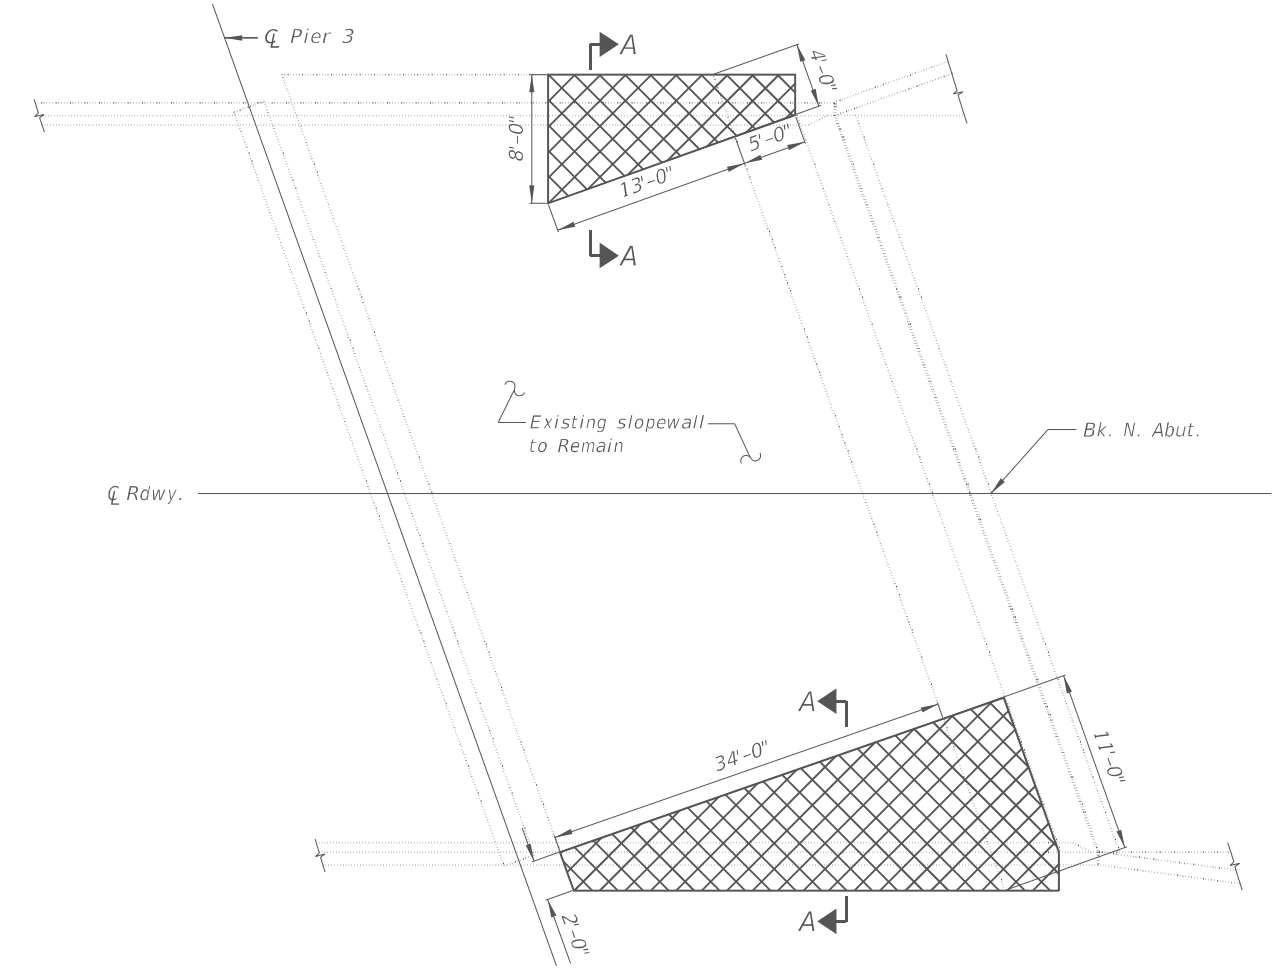 ℄ Pier 3
A
4'-0"
8'-0"
5'-0"
13'-0"
A
Existing slopewall
to Remain
Bk. N. Abut.
℄ Rdwy.
A
34'-0"
11'-0"
A
2'-0"